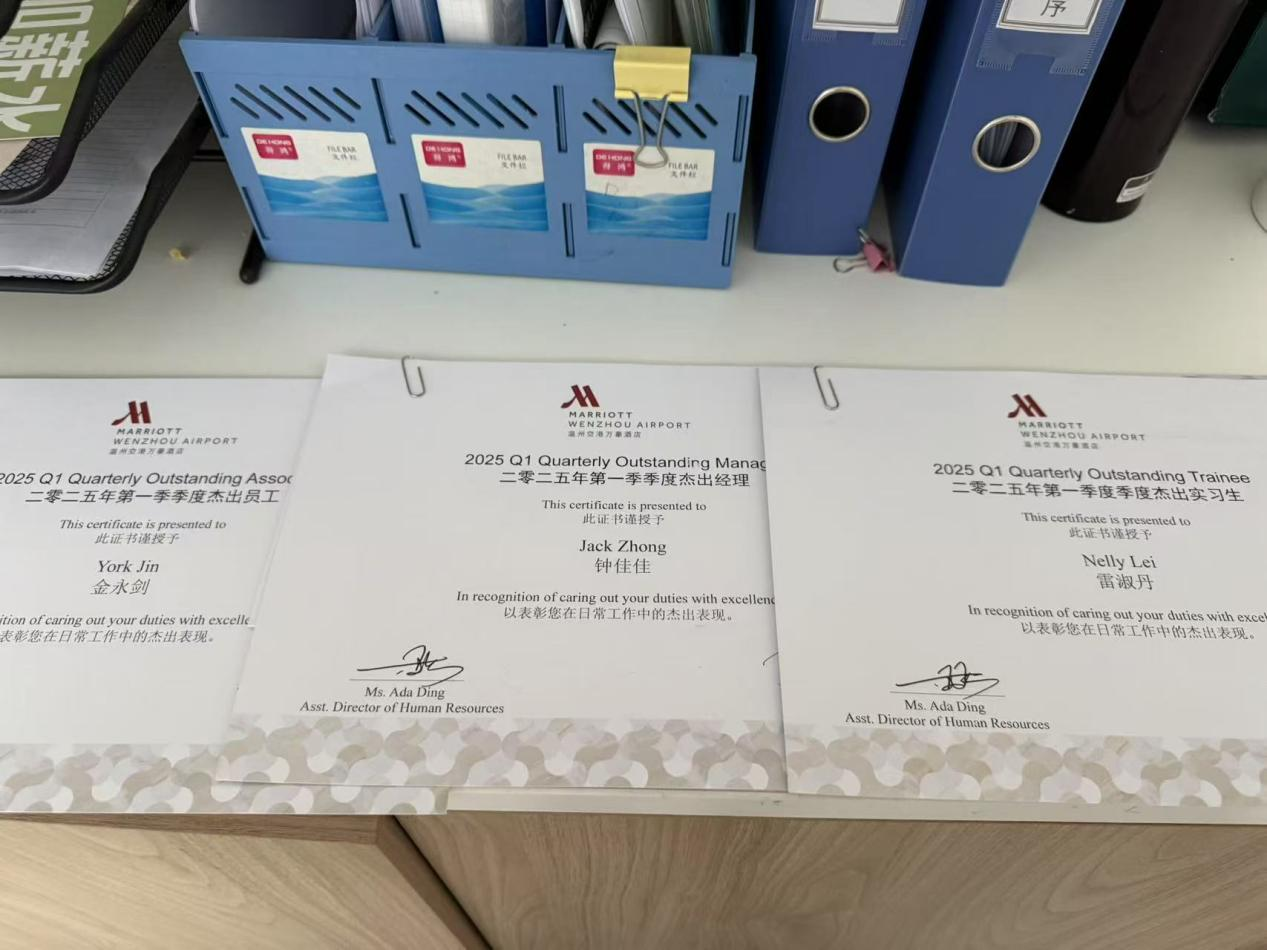 加薪水
DE HONG
得鸿
FILE BAR
文件栏
DE HONG
得鸿
FILE BAR
文件栏
DE HONG
得鸿
FILE BAR
文件栏
序
MARRIOTT
WENZHOU AIRPORT
温州空港万豪酒店
2025 Q1 Quarterly Outstanding Assoc
二零二五年第一季季度杰出员工
This certificate is presented to
此证书谨授予
York Jin
金永剑
ition of caring out your duties with excelle
表彰您在日常工作中的杰出表现。
MARRIOTT
WENZHOU AIRPORT
温州空港万豪酒店
2025 Q1 Quarterly Outstanding Manag
二零二五年第一季季度杰出经理
This certificate is presented to
此证书谨授予
Jack Zhong
钟佳佳
In recognition of caring out your duties with excellenc
以表彰您在日常工作中的杰出表现。
Ms. Ada Ding
Asst. Director of Human Resources
MARRIOTT
WENZHOU AIRPORT
温州空港万豪酒店
2025 Q1 Quarterly Outstanding Trainee
二零二五年第一季度季度杰出实习生
This certificate is presented to
此证书谨授予
Nelly Lei
雷淑丹
In recognition of caring out your duties with excel
以表彰您在日常工作中的杰出表现。
Ms. Ada Ding
Asst. Director of Human Resources